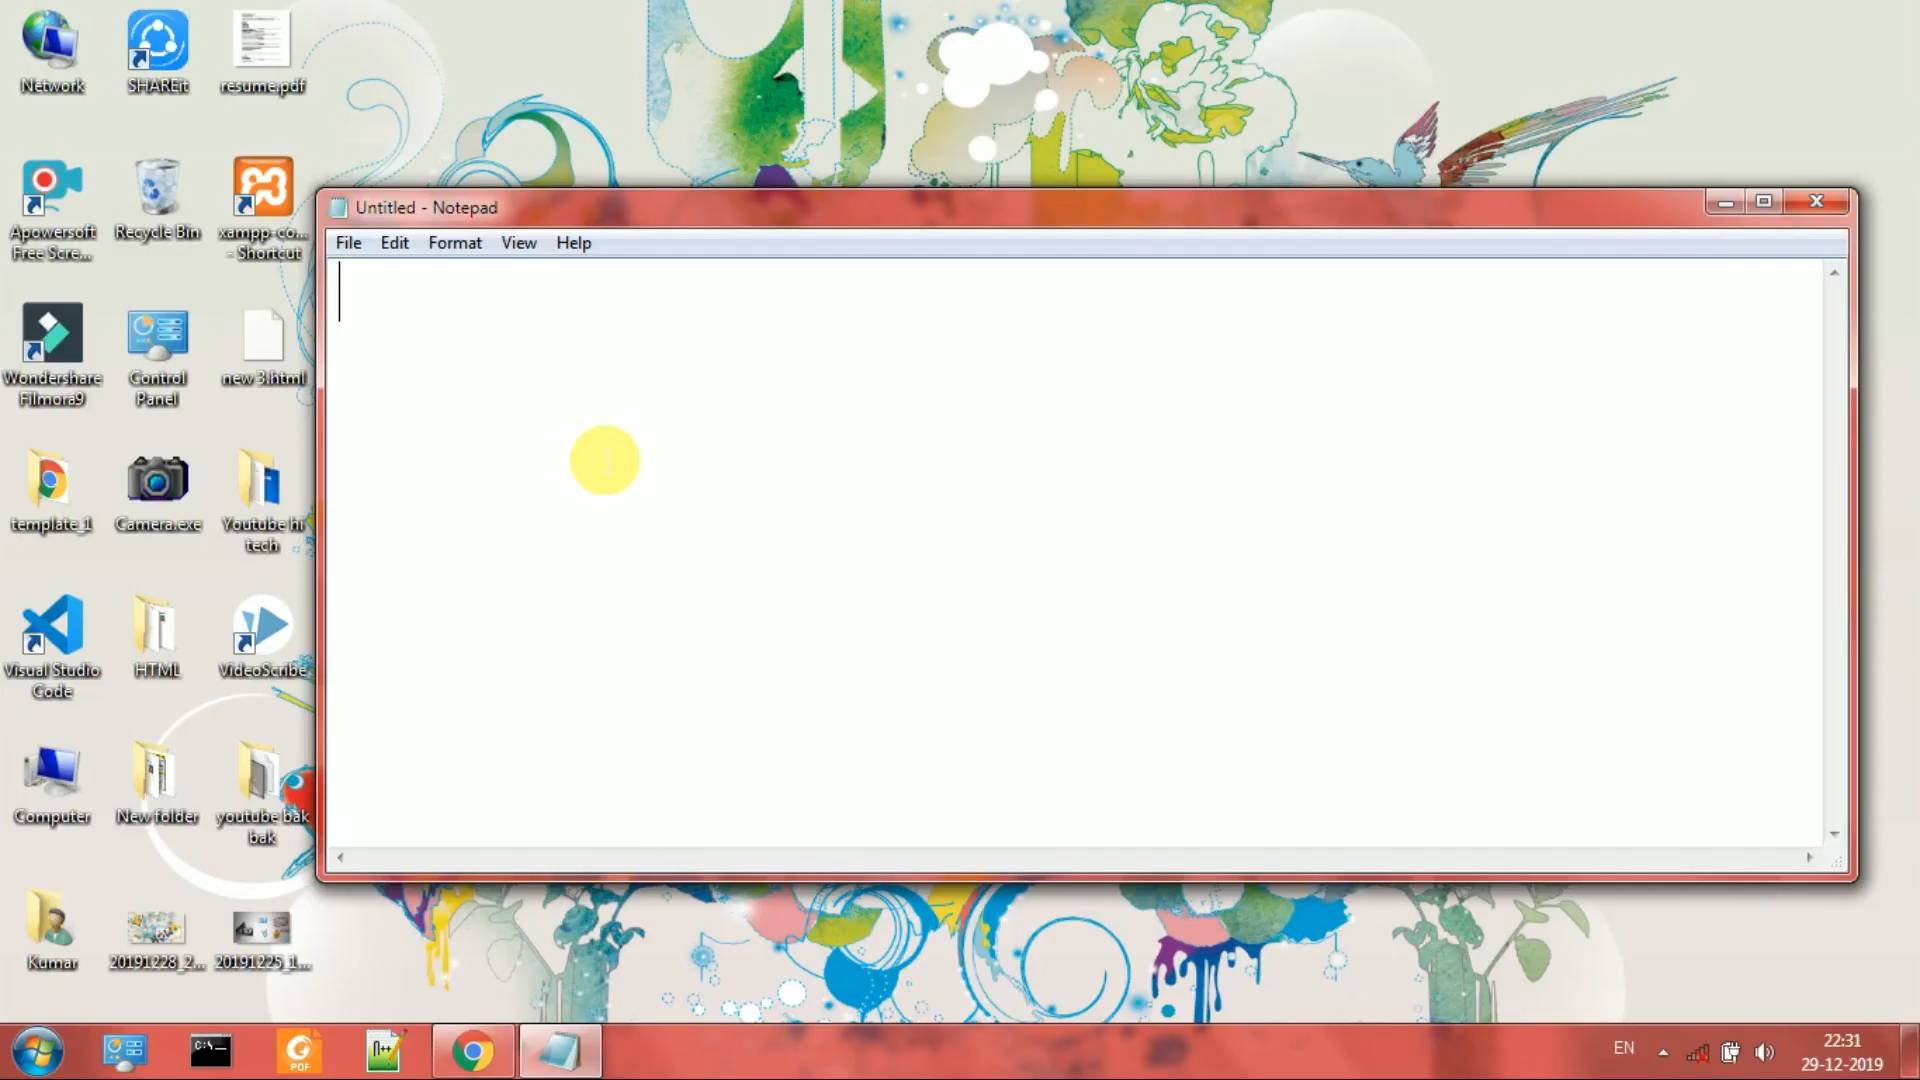 Network
SHAREit
resume.pdf
Apowersoft
Free Scre...
Recycle Bin
xampp-co...
- Shortcut
Wondershare
Filmora9
Control
Panel
new 3.html
template_1
Camera.exe
Youtube hi
tech
Visual Studio
Code
HTML
VideoScribe
Computer
New folder
youtube bak
bak
Kumar
20191228_2...
20191225_1...
Untitled - Notepad
File Edit Format View Help
C:\_
PDF
EN
22:31
29-12-2019